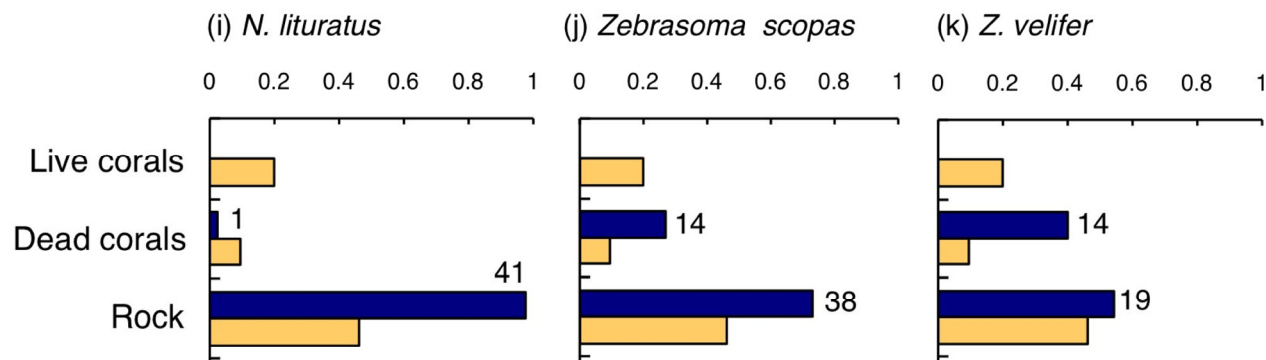 (i) N. lituratus (j) Zebrasoma scopas (k) Z. velifer
0 0.2 0.4 0.6 0.8 1 0 0.2 0.4 0.6 0.8 1 0 0.2 0.4 0.6 0.8 1
Live corals
Dead corals 1 14 14
41
Rock 38 19